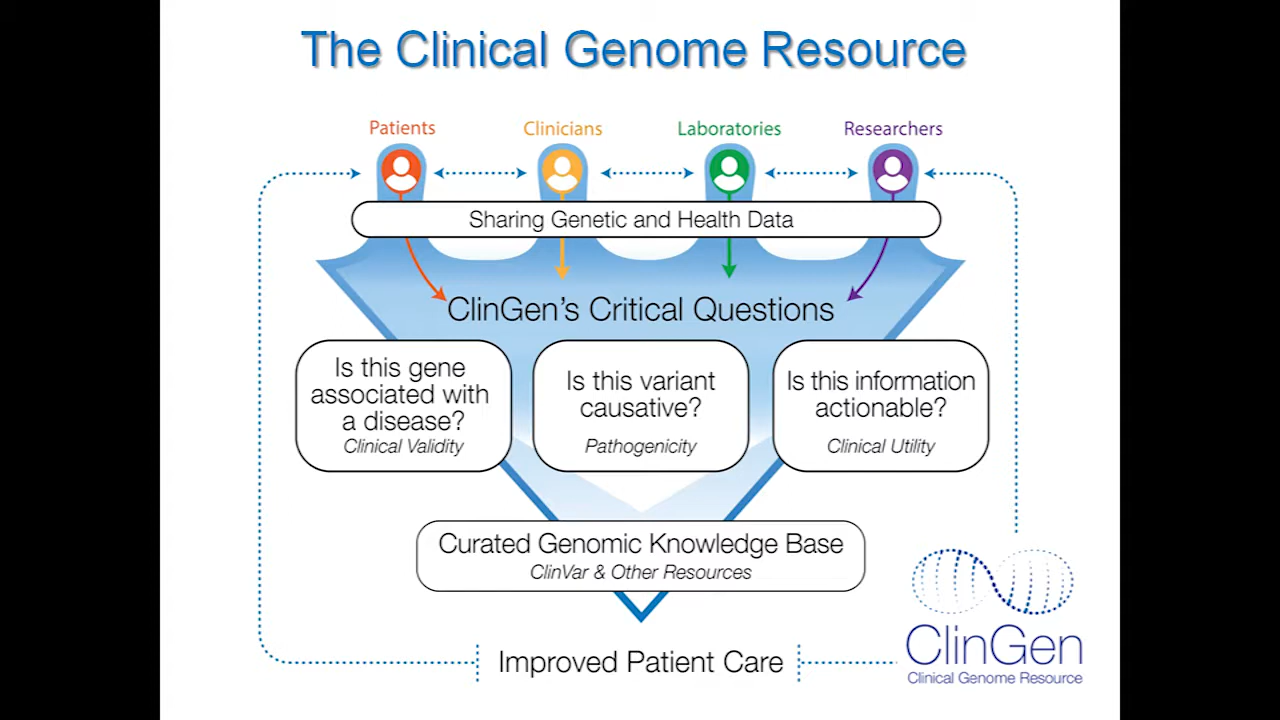 The Clinical Genome Resource
Patients
Clinicians
Laboratories
Researchers
Sharing Genetic and Health Data
ClinGen's Critical Questions
Is this gene
associated with
a disease?
Clinical Validity
Is this variant
causative?
Pathogenicity
Is this information
actionable?
Clinical Utility
Curated Genomic Knowledge Base
ClinVar & Other Resources
Improved Patient Care
ClinGen
Clinical Genome Resource